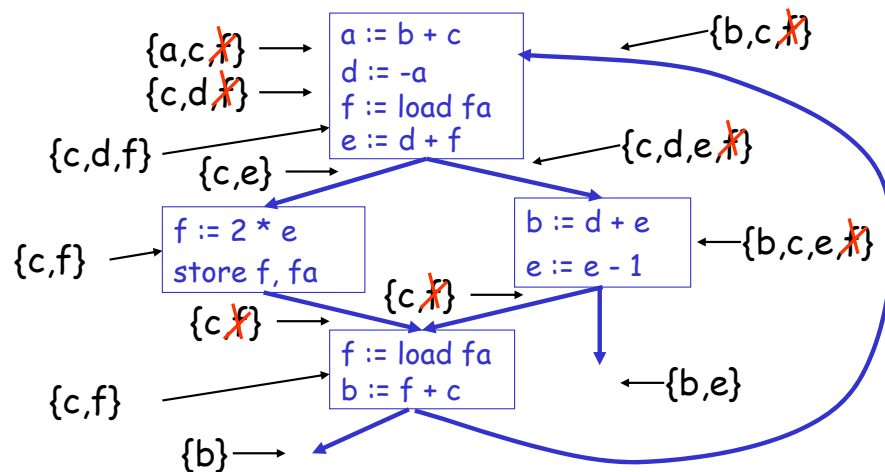 {a,c,f}
a := b + c
{b,c,f}
d := -a
{c,d,f}
f := load fa
e := d + f
{c,d,f}
{c,e}
{c,d,e,f}
f := 2 * e
store f, fa
b := d + e
e := e - 1
{b,c,e,f}
{c,f}
{c,f}
{c,f}
f := load fa
b := f + c
{b,e}
{c,f}
{b}